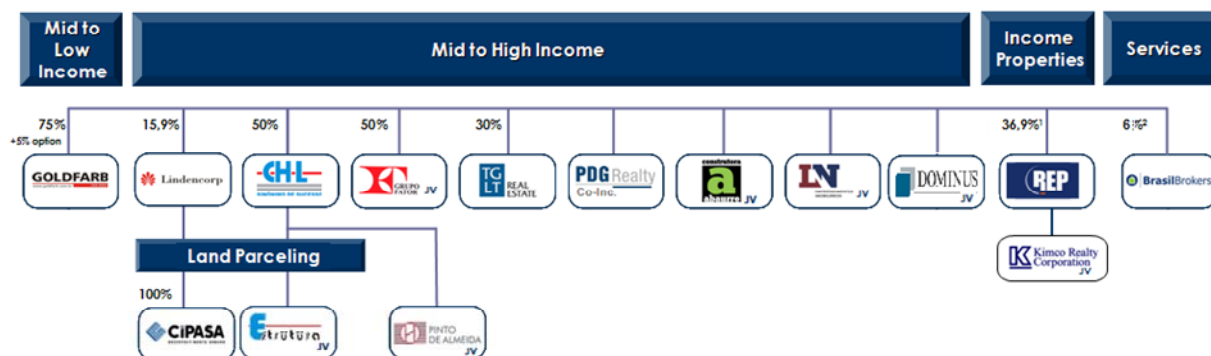 Mid to
Low
Income
Mid to High Income
Income
Properties
Services
75%
+5% option
15,9%
50%
50%
30%
36,9%¹
GOLDFARB
Lindencorp
CHL
GRUPO
FATOR
JV
TG
LT
REAL
ESTATE
PDG Realty
Co-Inc.
construtora
a
JV
LN
JV
DOMINUS
JV
REP
BrasilBrokers
Kimco Realty
Corporation
JV
Land Parceling
100%
CIPASA
Estrutura
JV
PINTO
DE ALMEIDA
JV